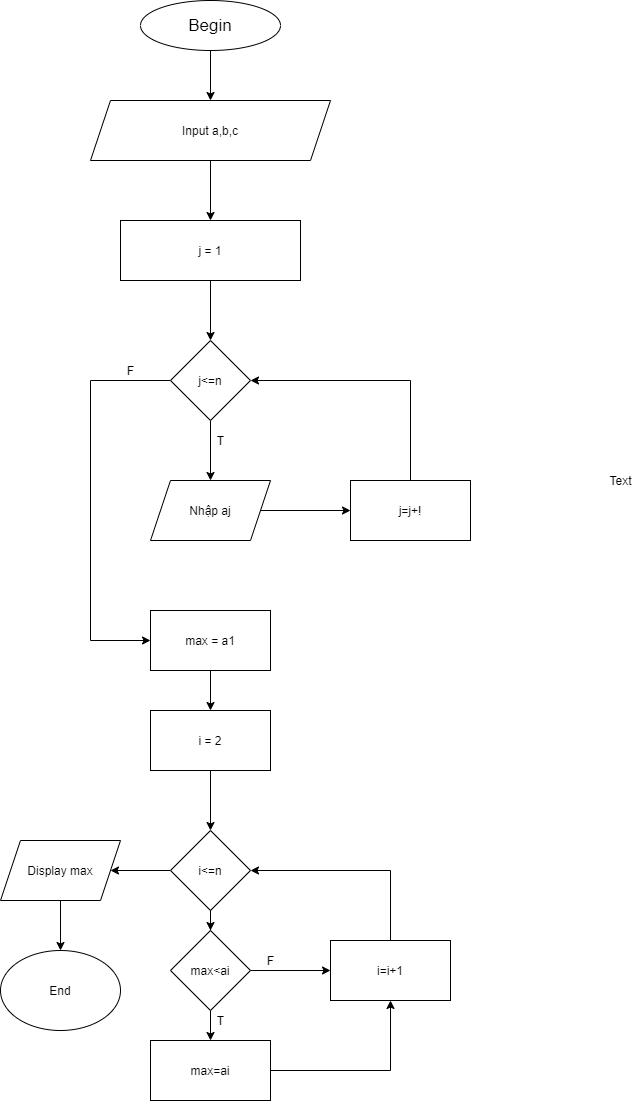 Begin
Input a,b,c
j = 1
j<=n
F
T
Nhập aj
j=j+!
Text
max = a1
i = 2
i<=n
Display max
max<ai
F
i=i+1
End
T
max=ai